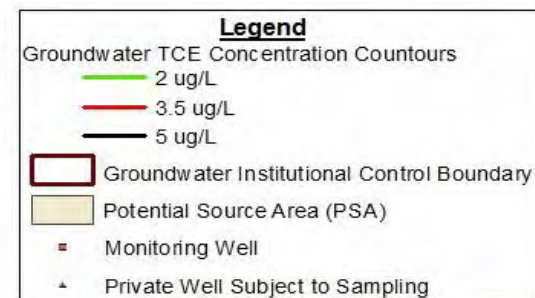 Legend
Groundwater TCE Concentration Countours
2 ug/L
3.5 ug/L
5 ug/L
Groundwater Institutional Control Boundary
Potential Source Area (PSA)
Monitoring Well
Private Well Subject to Sampling